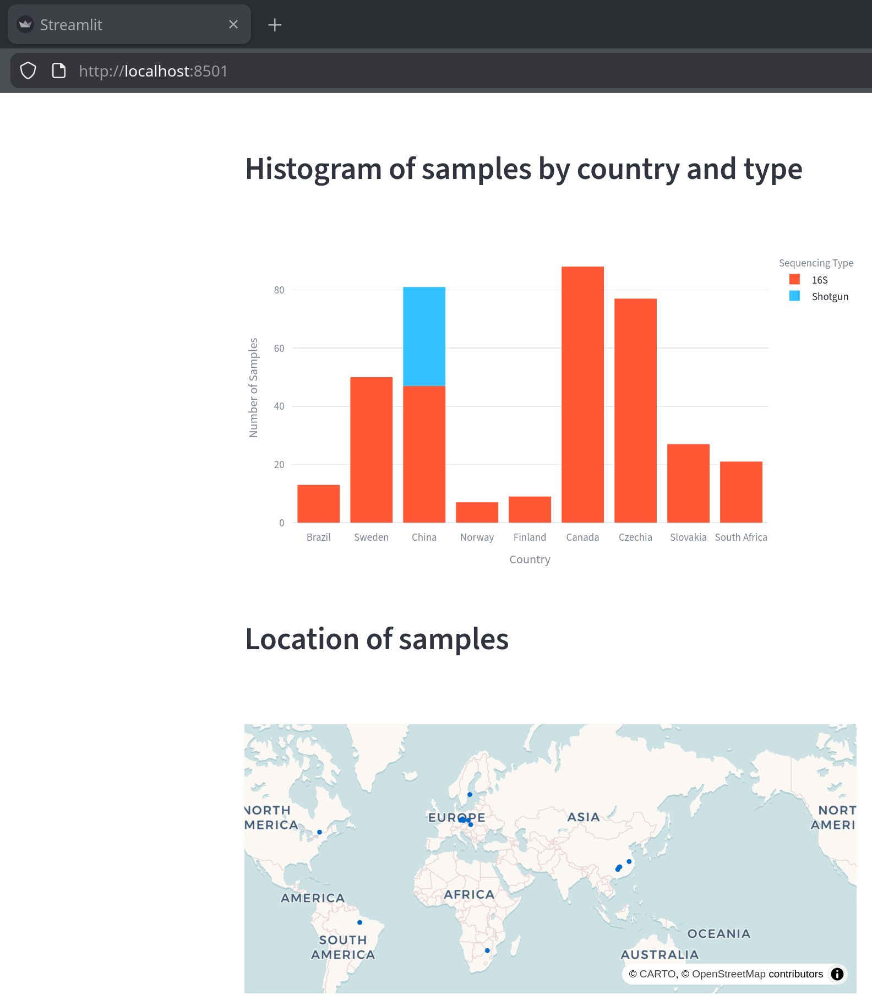 Streamlit
http://localhost:8501
Histogram of samples by country and type
Sequencing Type
16S
Shotgun
Number of Samples
80
60
40
20
0
Brazil Sweden China Norway Finland Canada Czechia Slovakia South Africa
Country
Location of samples
NORTH
MERICA
EUROPE
ASIA
NORT
AMERI
AMERICA
AFRICA
SOUTH
AMERICA
OCEANIA
AUSTRALIA
© CARTO, © OpenStreetMap contributors